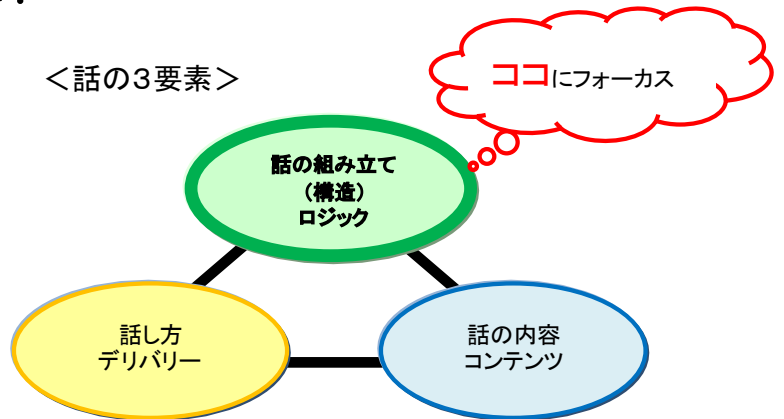 ＜話の３要素＞
ココにフォーカス
話の組み立て
（構造）
ロジック
話し方
デリバリー
話の内容
コンテンツ